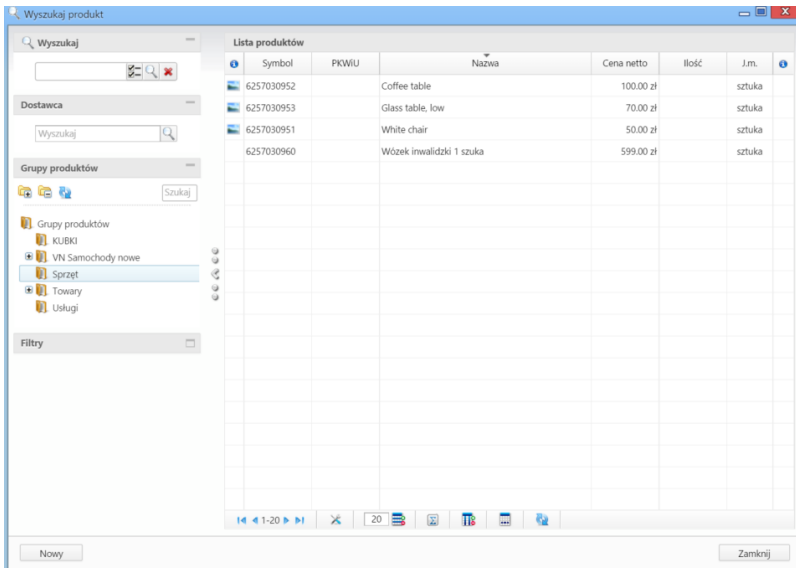 Wyszukaj produkt
Wyszukaj
Dostawca
Wyszukaj
Grupy produktów
Szukaj
Grupy produktów
KUBKI
VN Samochody nowe
Sprzęt
Towary
Usługi
Filtry
Lista produktów
Symbol PKWiU Nazwa Cena netto Ilość J.m.
6257030952 Coffee table 100.00 zł sztuka
6257030953 Glass table, low 70.00 zł sztuka
6257030951 White chair 50.00 zł sztuka
6257030960 Wózek inwalidzki 1 szuka 599.00 zł sztuka
1-20 20
Nowy Zamknij